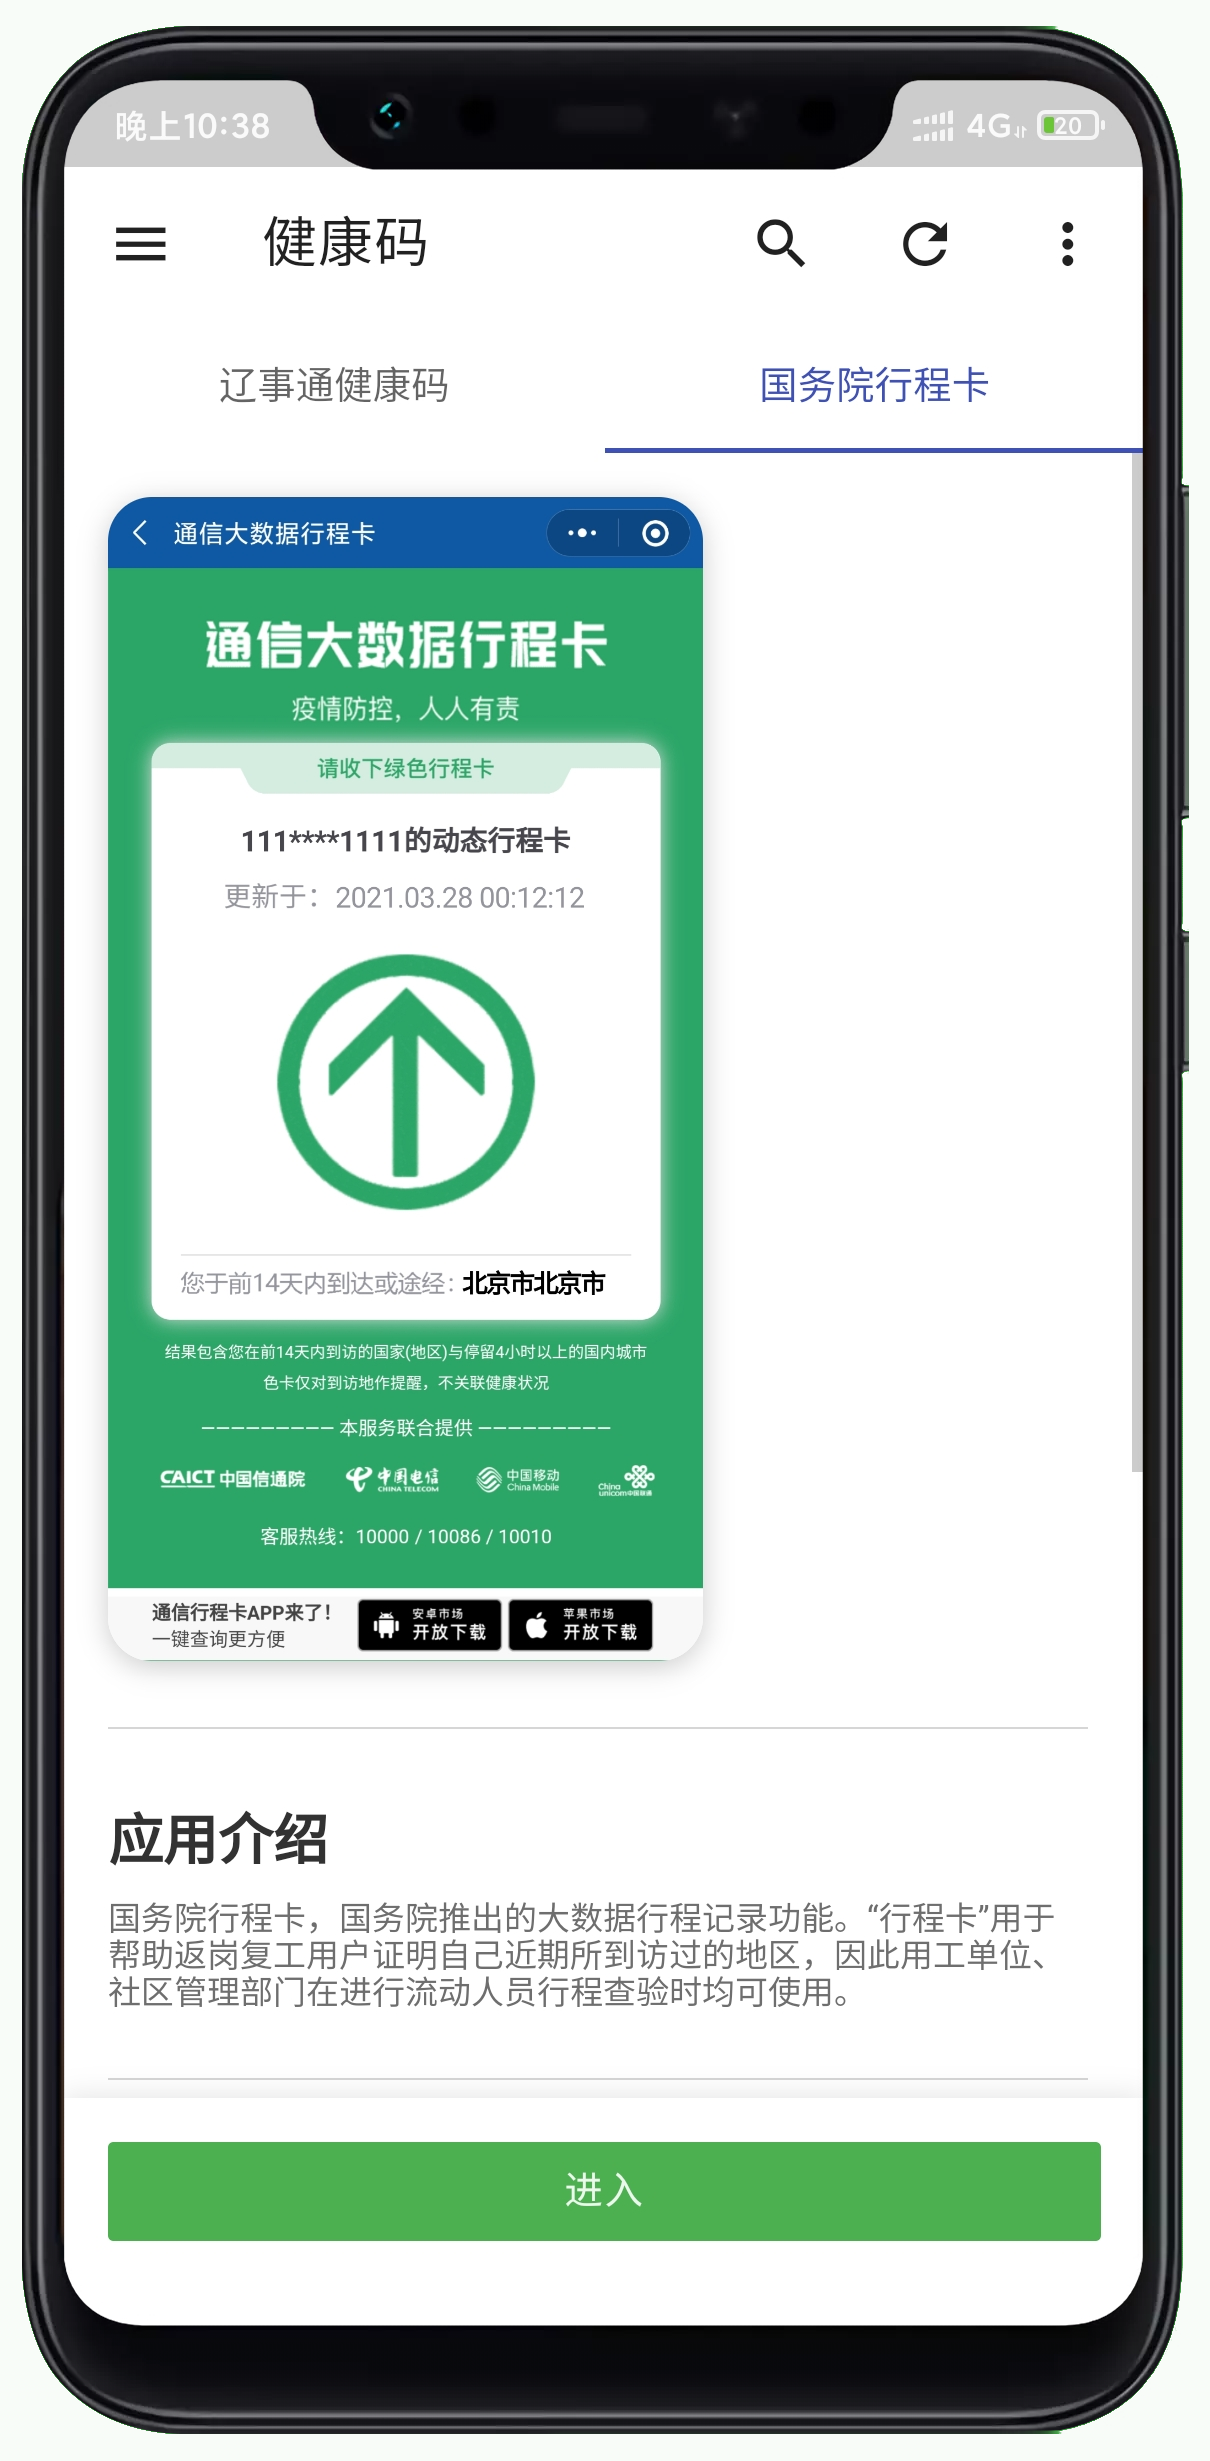 晚上10:38
4G
20
健康码
辽事通健康码
国务院行程卡
通信大数据行程卡
通信大数据行程卡
疫情防控，人人有责
请收下绿色行程卡
111****1111的动态行程卡
更新于：2021.03.28 00:12:12
您于前14天内到达或途经：北京市北京市
结果包含您在前14天内到访的国家(地区)与停留4小时以上的国内城市
色卡仅对到访地作提醒，不关联健康状况
————————— 本服务联合提供 —————————
CAICT 中国信通院
中国电信
CHINA TELECOM
中国移动
China Mobile
China
unicom中国联通
客服热线：10000 / 10086 / 10010
通信行程卡APP来了！
一键查询更方便
安卓市场
开放下载
苹果市场
开放下载
应用介绍
国务院行程卡，国务院推出的大数据行程记录功能。“行程卡”用于
帮助返岗复工用户证明自己近期所到访过的地区，因此用工单位、
社区管理部门在进行流动人员行程查验时均可使用。
进入